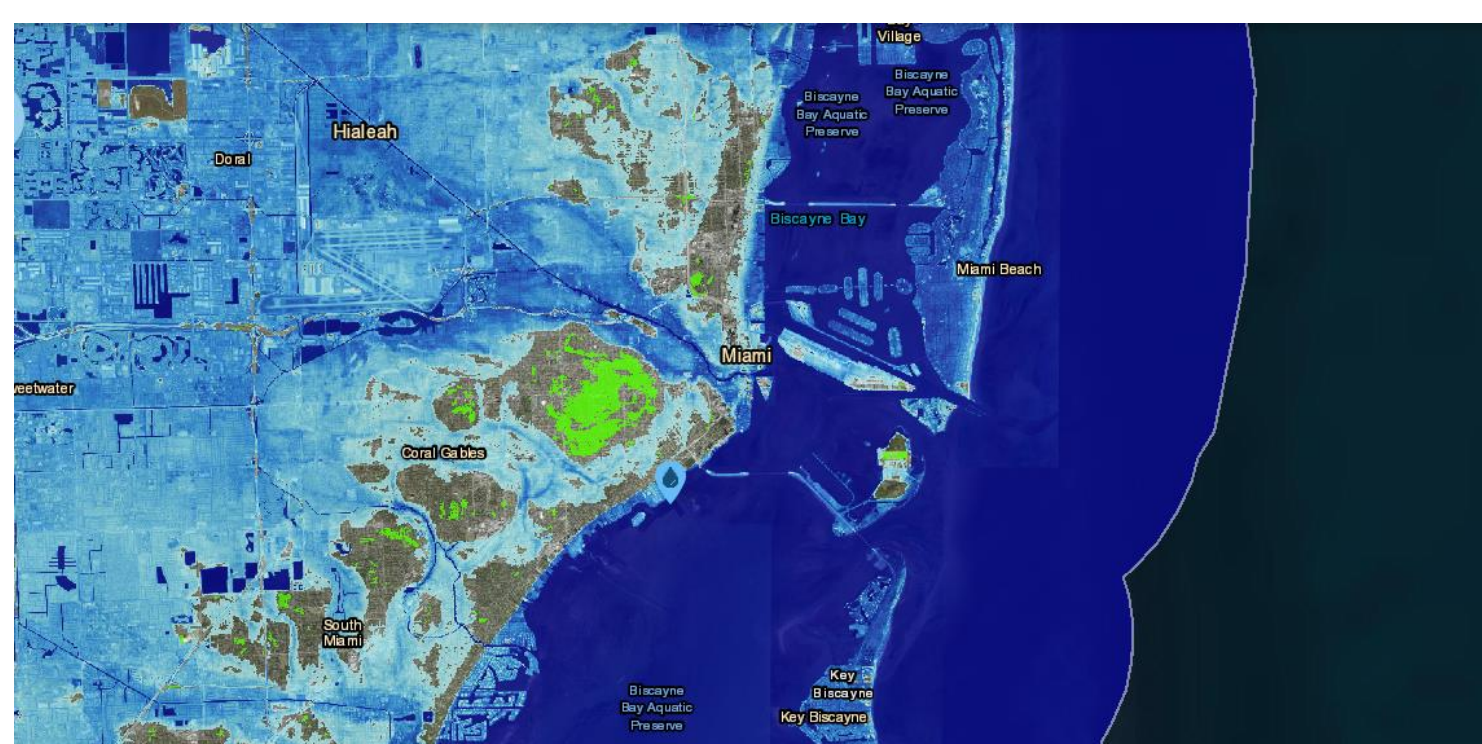 Village
Biscayne
Bay Aquatic
Preserve
Biscayne
Bay Aquatic
Preserve
Hialeah
Doral
Biscayne Bay
Miami Beach
Miami
weetwater
Coral Gables
South
Miami
Key
Biscayne
Biscayne
Bay Aquatic
Preserve
Key Biscayne